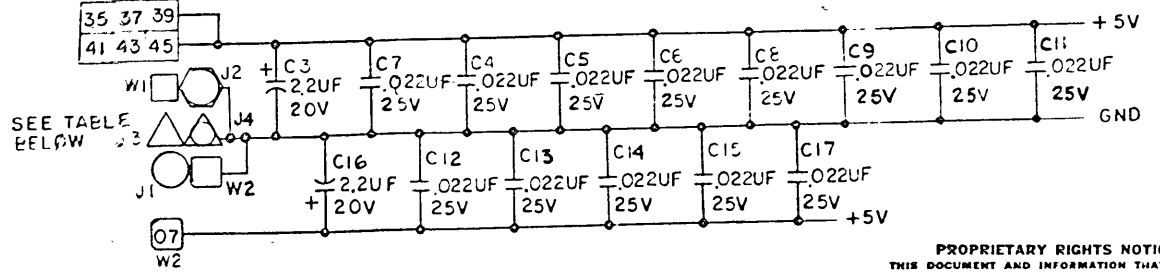 35 37 39
41 43 45
+5V
W1
J2
C3
2.2UF
20V
+
C7
.022UF
25V
C4
.022UF
25V
C5
.022UF
25V
C6
.022UF
25V
C8
.022UF
25V
C9
.022UF
25V
C10
.022UF
25V
C11
.022UF
25V
SEE TABLE
BELOW
J3
J4
GND
J1
W2
C16
2.2UF
20V
+
C12
.022UF
25V
C13
.022UF
25V
C14
.022UF
25V
C15
.022UF
25V
C17
.022UF
25V
+5V
07
W2
PROPRIETARY RIGHTS NOTI
THIS DOCUMENT AND INFORMATION THA